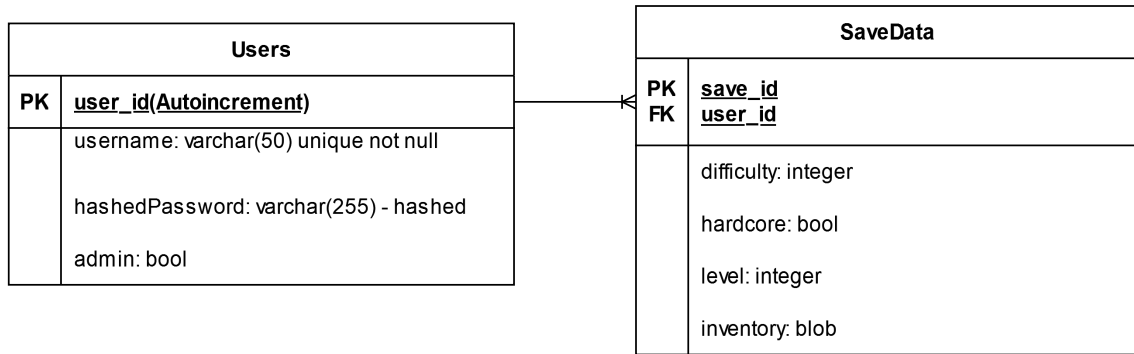 Users
PK user_id(Autoincrement)
username: varchar(50) unique not null
hashedPassword: varchar(255) - hashed
admin: bool
SaveData
PK save_id
FK user_id
difficulty: integer
hardcore: bool
level: integer
inventory: blob